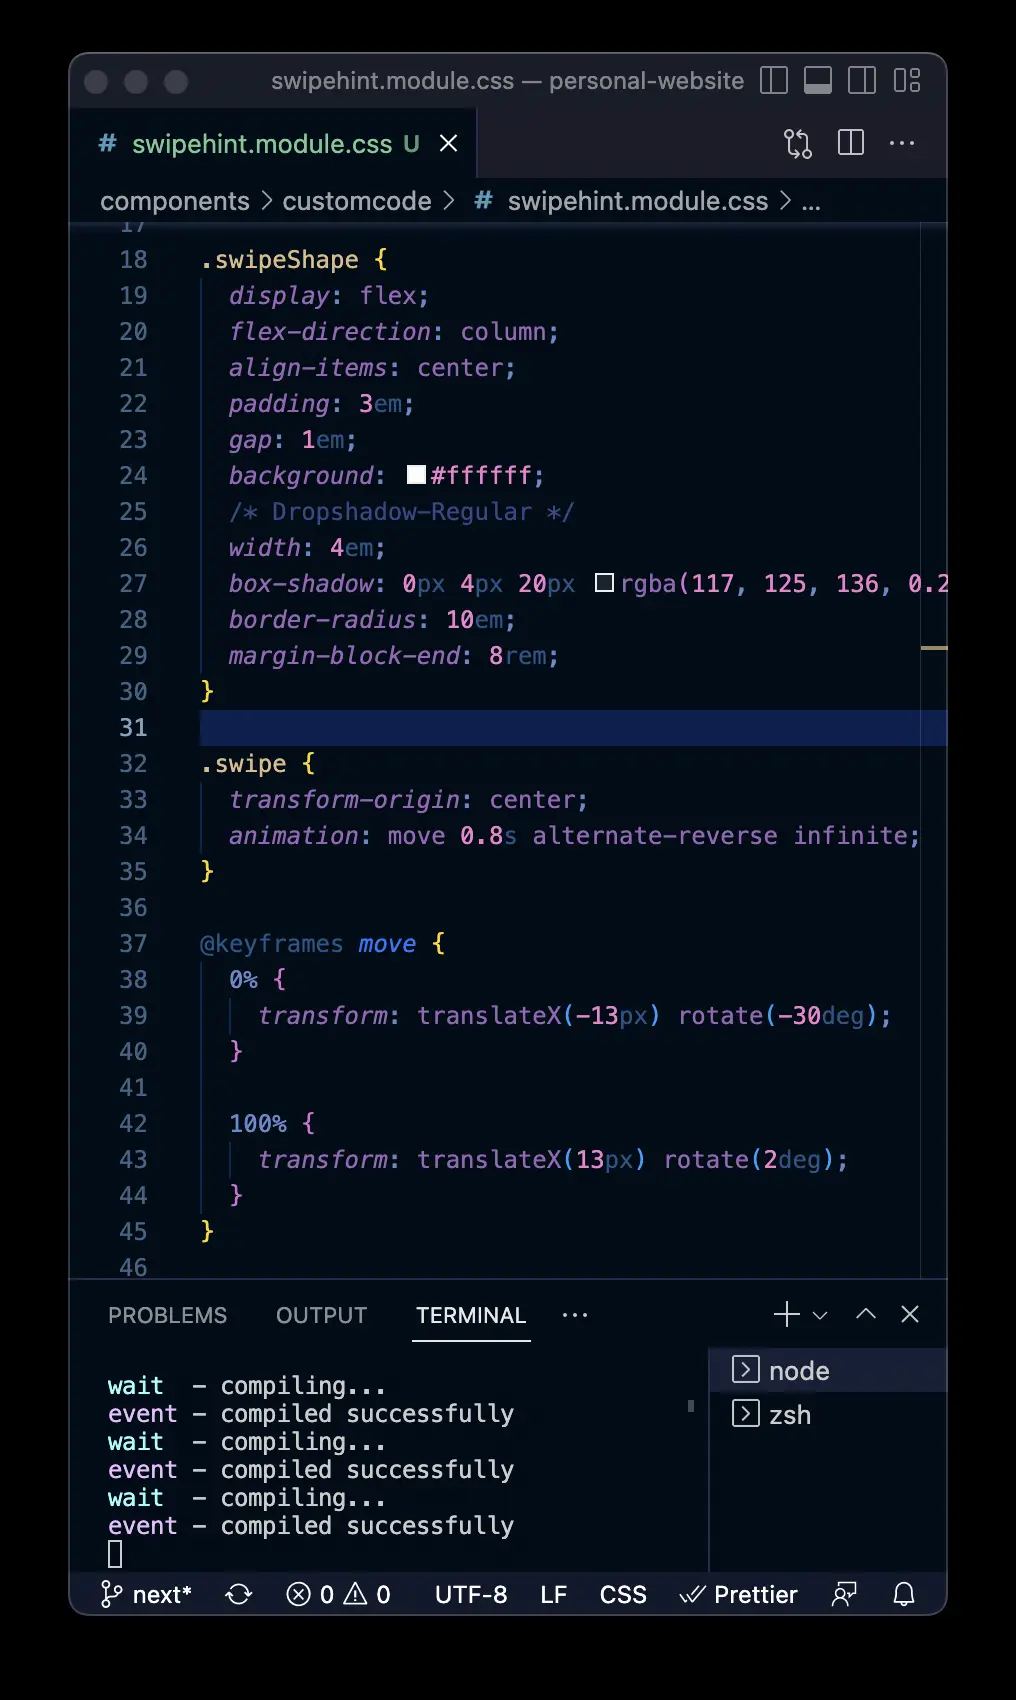 swipehint.module.css — personal-website
# swipehint.module.css U
components > customcode > # swipehint.module.css > ...
17
18 .swipeShape {
19 display: flex;
20 flex-direction: column;
21 align-items: center;
22 padding: 3em;
23 gap: 1em;
24 background: #ffffff;
25 /* Dropshadow-Regular */
26 width: 4em;
27 box-shadow: 0px 4px 20px rgba(117, 125, 136, 0.2
28 border-radius: 10em;
29 margin-block-end: 8rem;
30 }
31
32 .swipe {
33 transform-origin: center;
34 animation: move 0.8s alternate-reverse infinite;
35 }
36
37 @keyframes move {
38 0% {
39 transform: translateX(-13px) rotate(-30deg);
40 }
41
42 100% {
43 transform: translateX(13px) rotate(2deg);
44 }
45 }
46
PROBLEMS OUTPUT TERMINAL ...
node
zsh
wait - compiling...
event - compiled successfully
wait - compiling...
event - compiled successfully
wait - compiling...
event - compiled successfully
next* 0 0 UTF-8 LF CSS Prettier